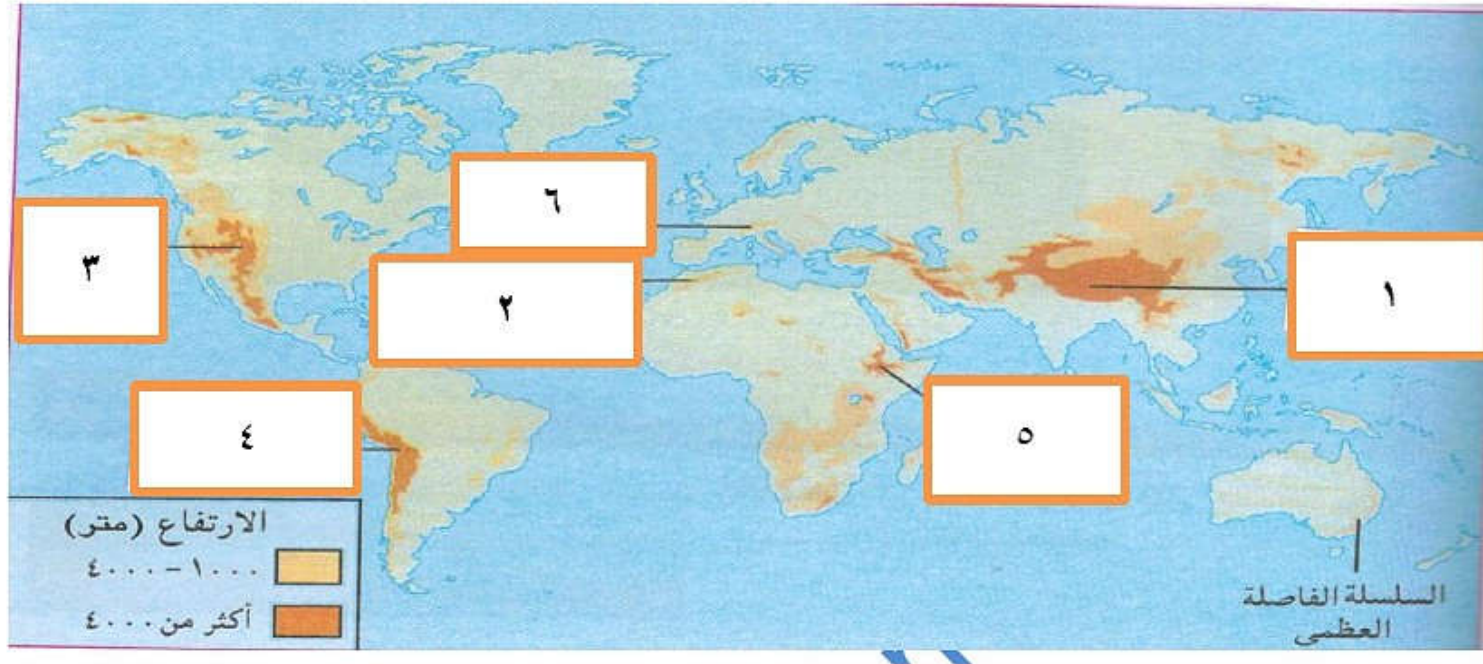 ٦
٣
٢
١
٤
٥
الارتفاع (متر)
١٠٠٠ - ٤٠٠٠
أكثر من ٤٠٠٠
السلسلة الفاصلة
العظمى